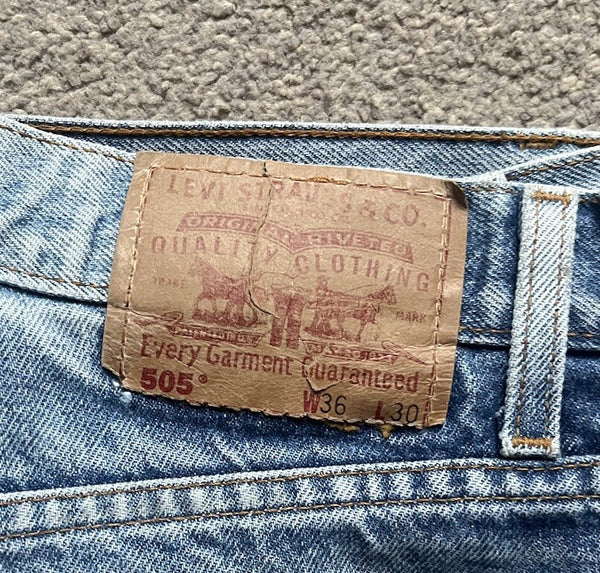 LEVI STRAUSS & CO.
ORIGINAL RIVETED
QUALITY CLOTHING
TRADE MARK
Every Garment Guaranteed
505®
W36 L30